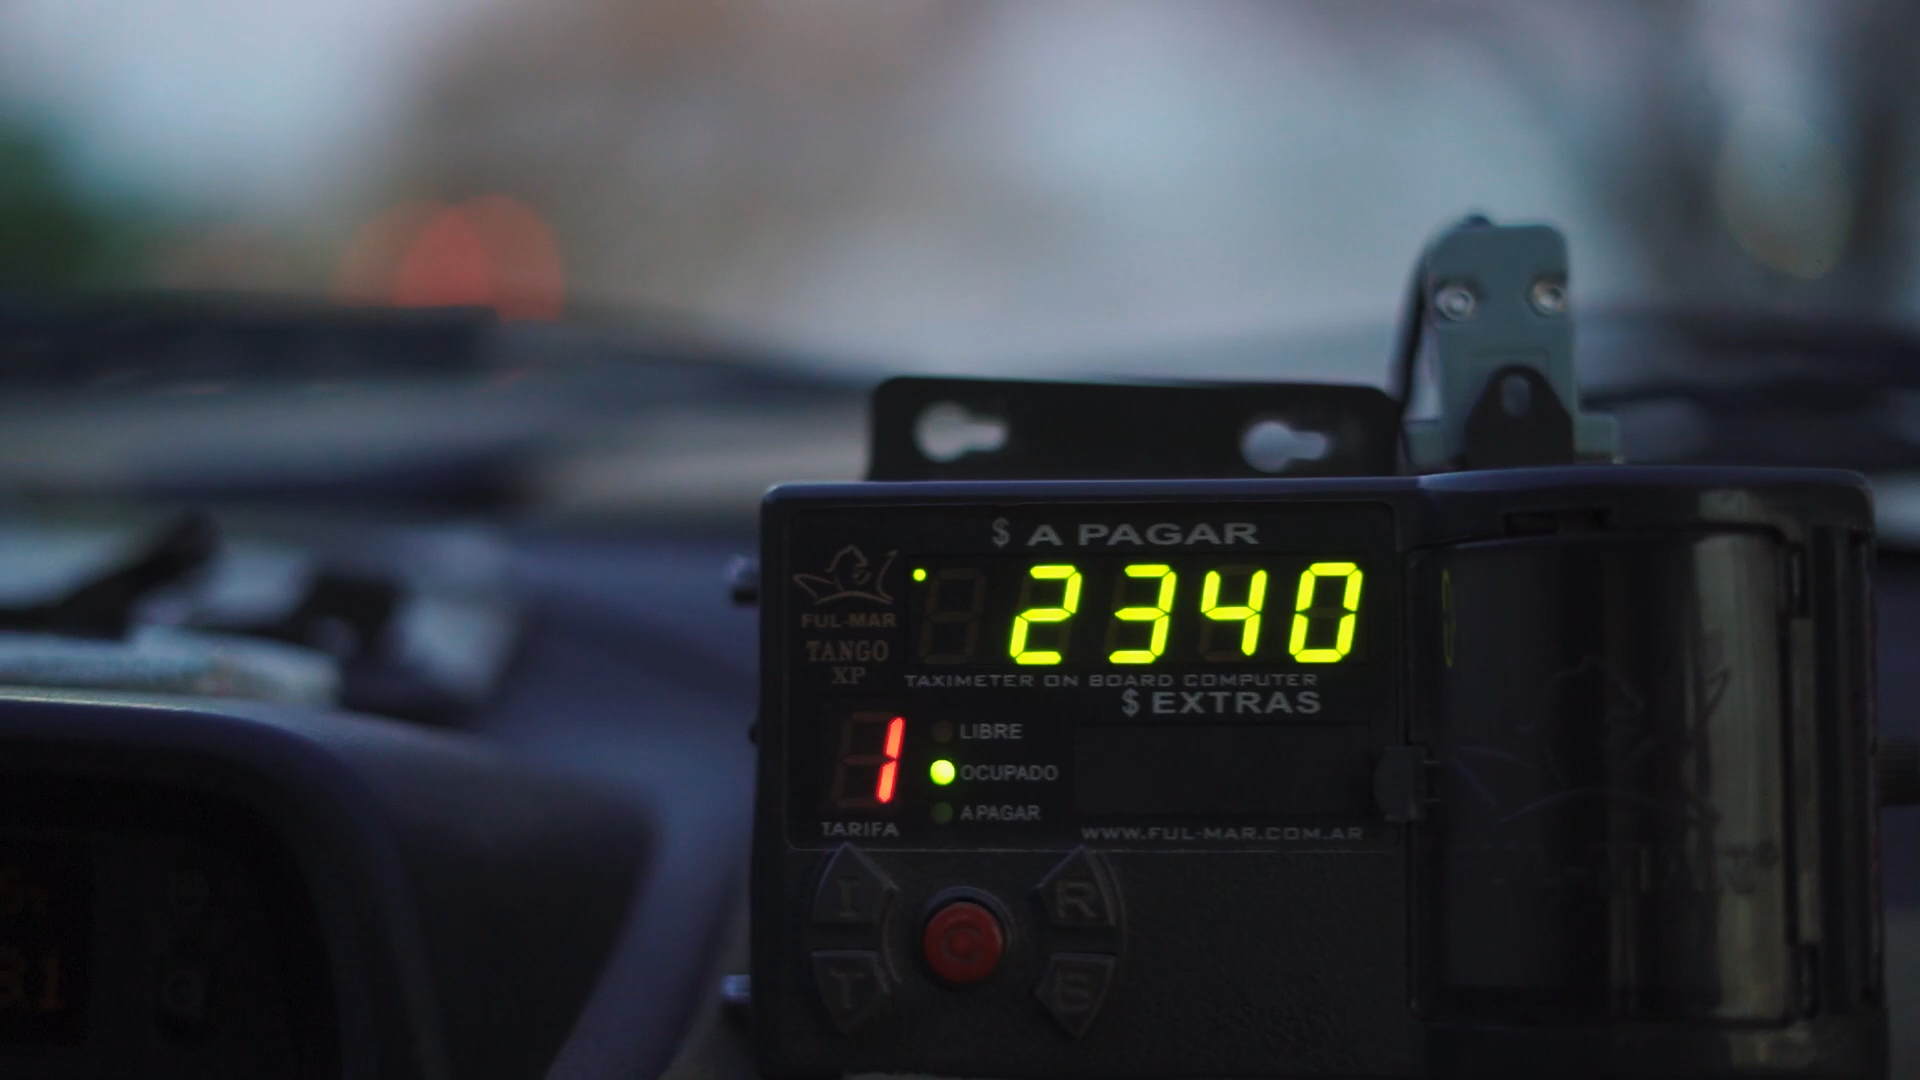 $ A PAGAR
2340
FUL-MAR
TANGO
XP
TAXIMETER ON BOARD COMPUTER
$ EXTRAS
1
LIBRE
OCUPADO
A PAGAR
TARIFA
WWW.FUL-MAR.COM.AR
I
R
T